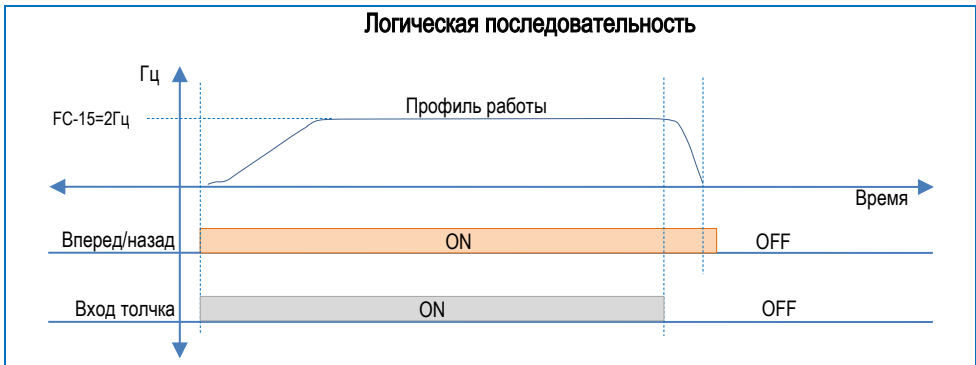 Логическая последовательность
Гц
FC-15=2Гц
Профиль работы
Время
Вперед/назад
ON
OFF
Вход толчка
ON
OFF